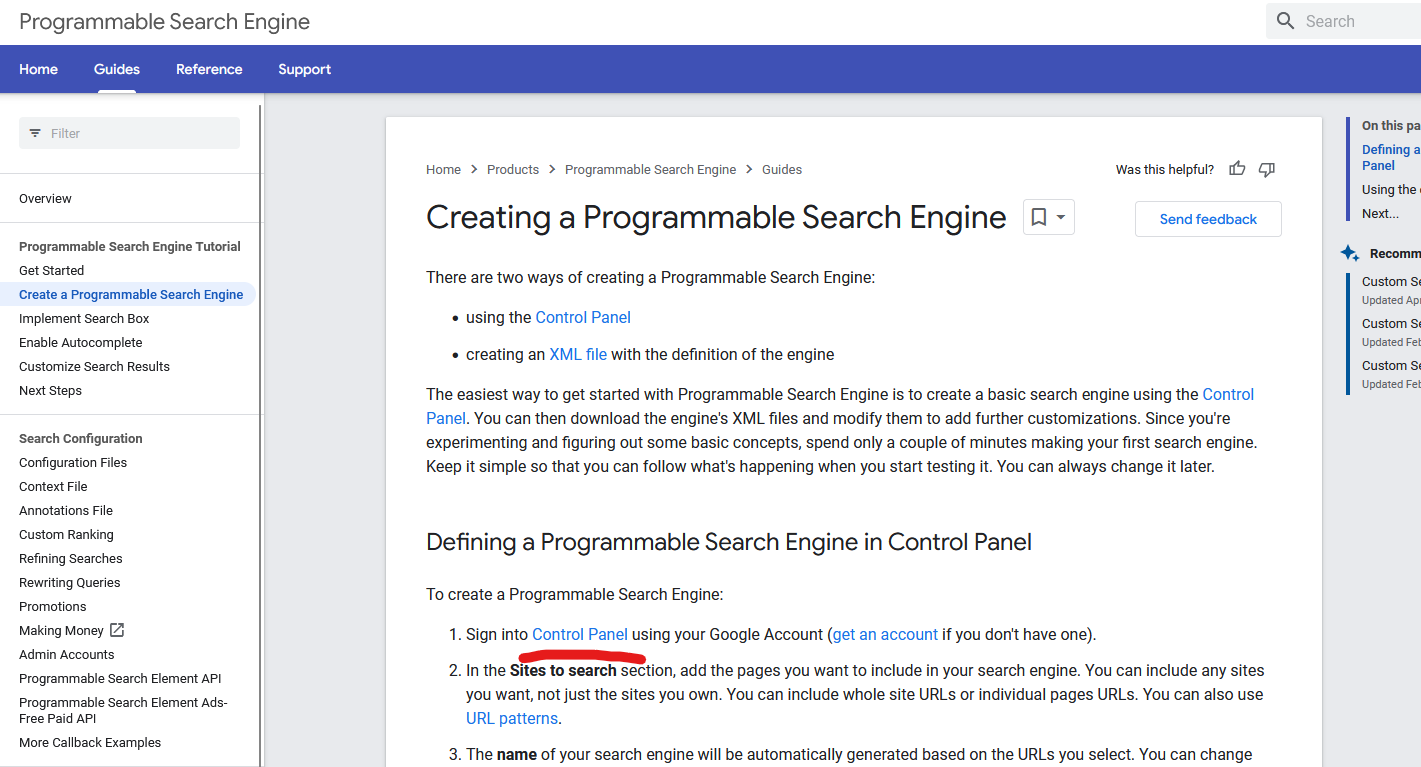 Programmable Search Engine
Search
Home Guides Reference Support
Filter
Overview
Programmable Search Engine Tutorial
Get Started
Create a Programmable Search Engine
Implement Search Box
Enable Autocomplete
Customize Search Results
Next Steps
Search Configuration
Configuration Files
Context File
Annotations File
Custom Ranking
Refining Searches
Rewriting Queries
Promotions
Making Money
Admin Accounts
Programmable Search Element API
Programmable Search Element Ads-
Free Paid API
More Callback Examples
Home > Products > Programmable Search Engine > Guides
Was this helpful?
Creating a Programmable Search Engine
Send feedback
There are two ways of creating a Programmable Search Engine:
• using the Control Panel
• creating an XML file with the definition of the engine
The easiest way to get started with Programmable Search Engine is to create a basic search engine using the Control
Panel. You can then download the engine's XML files and modify them to add further customizations. Since you're
experimenting and figuring out some basic concepts, spend only a couple of minutes making your first search engine.
Keep it simple so that you can follow what's happening when you start testing it. You can always change it later.
Defining a Programmable Search Engine in Control Panel
To create a Programmable Search Engine:
1. Sign into Control Panel using your Google Account (get an account if you don't have one).
2. In the Sites to search section, add the pages you want to include in your search engine. You can include any sites
you want, not just the sites you own. You can include whole site URLs or individual pages URLs. You can also use
URL patterns.
3. The name of your search engine will be automatically generated based on the URLs you select. You can change
On this pa
Defining a
Panel
Using the
Next...
Recomm
Custom Se
Updated Apr
Custom Se
Updated Feb
Custom Se
Updated Feb